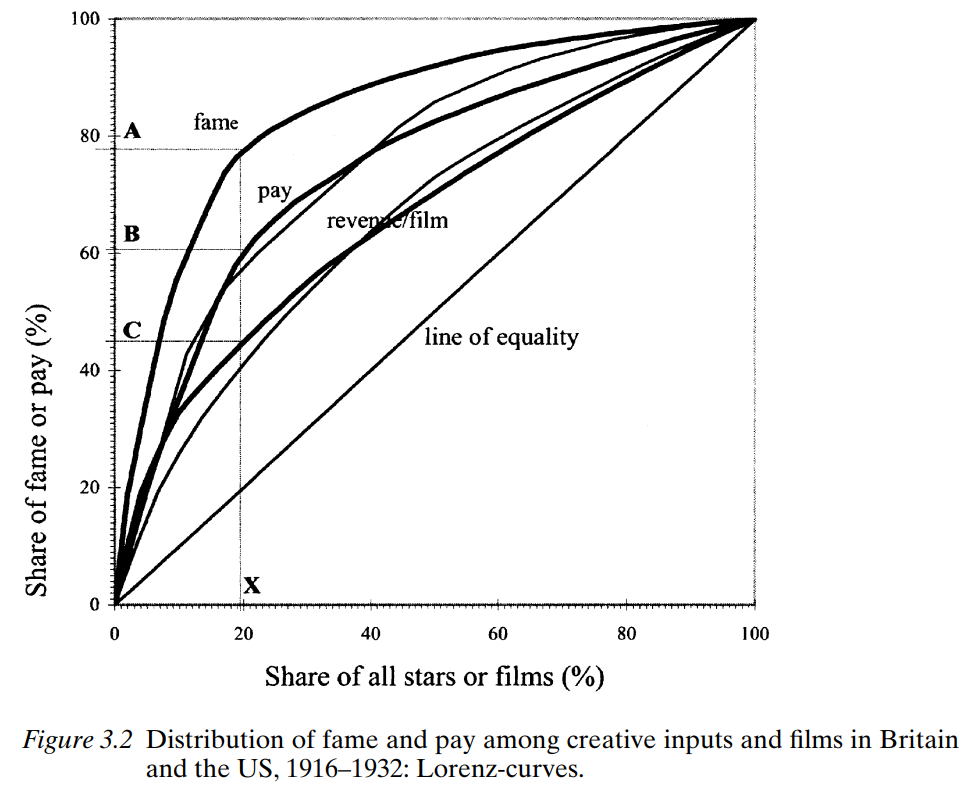 100
80
60
40
20
0
A
B
C
X
fame
pay
revenue/film
line of equality
0 20 40 60 80 100
Share of fame or pay (%)
Share of all stars or films (%)
Figure 3.2 Distribution of fame and pay among creative inputs and films in Britain
and the US, 1916–1932: Lorenz-curves.